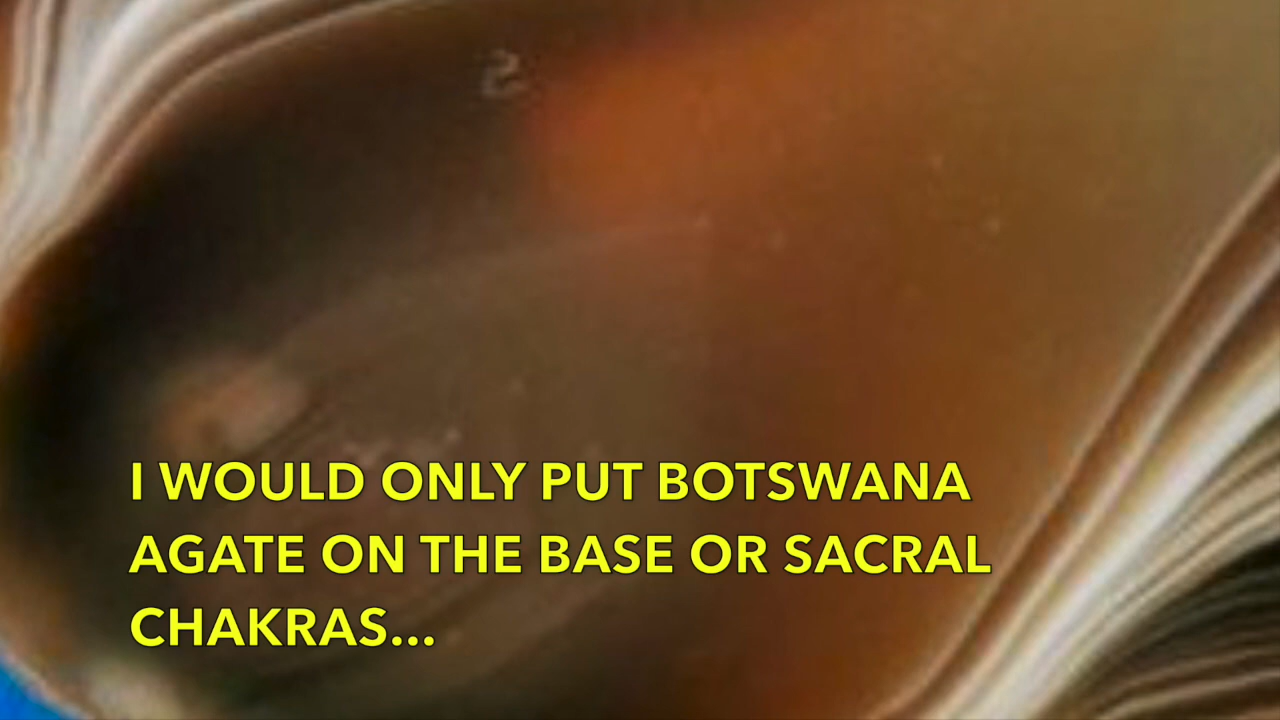 I WOULD ONLY PUT BOTSWANA
AGATE ON THE BASE OR SACRAL
CHAKRAS...